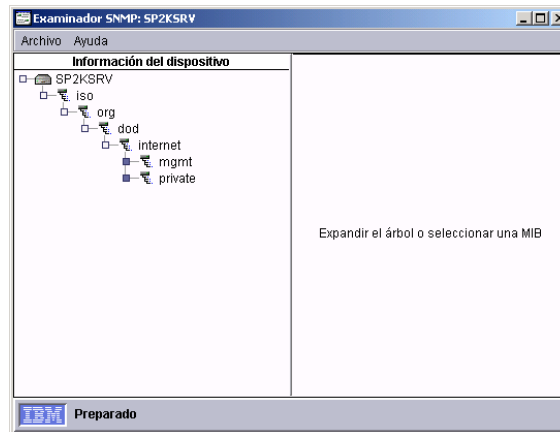 Examinador SNMP: SP2KSRV
Archivo Ayuda
Información del dispositivo
SP2KSRV
iso
org
dod
internet
mgmt
private
Expandir el árbol o seleccionar una MIB
IBM Preparado